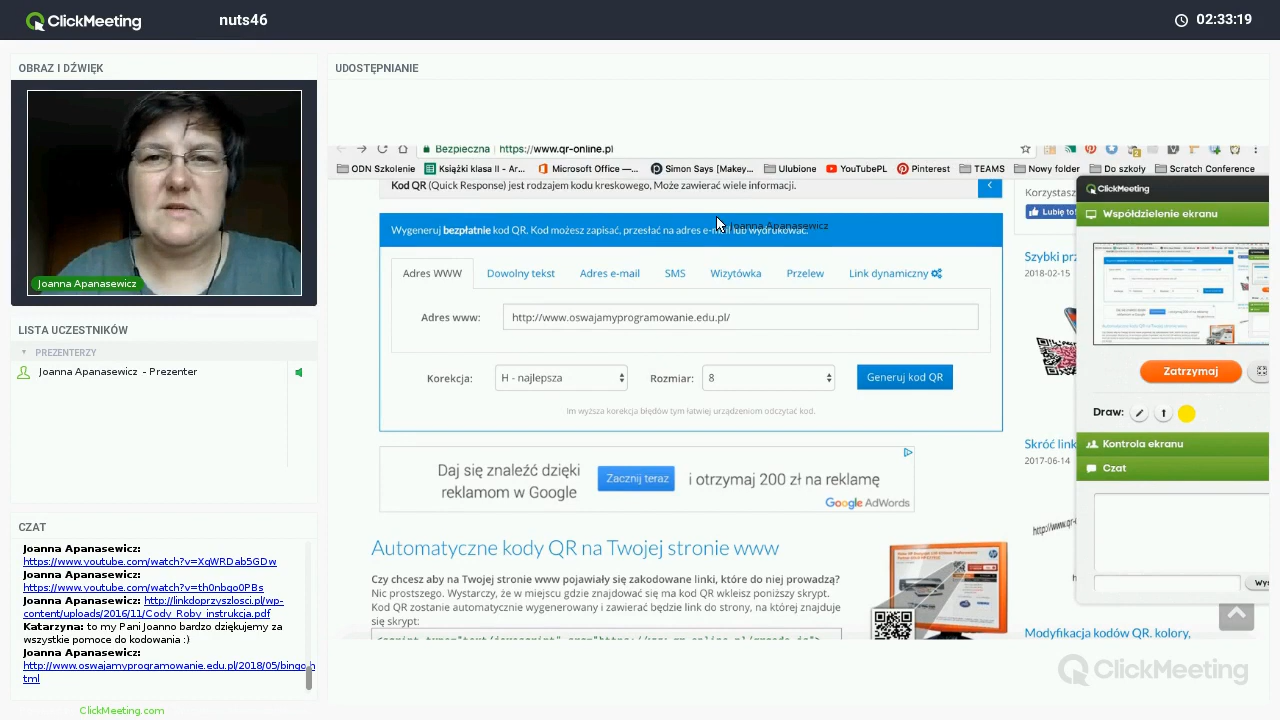 ClickMeeting
nuts46
02:33:19
OBRAZ I DŹWIĘK
Joanna Apanasewicz
LISTA UCZESTNIKÓW
PREZENTERZY
Joanna Apanasewicz - Prezenter
CZAT
Joanna Apanasewicz:
Joanna Apanasewicz:
https://www.youtube.com/watch?v=th0nbgo0PBs
Joanna Apanasewicz: http://linkdoprzyszlosci.pl/wp-
content/uploads/2016/11/Cody_Roby_instrukcja.pdf
Katarzyna: to my Pani Joanno bardzo dziękujemy za
wszystkie pomoce do kodowania :)
Joanna Apanasewicz:
http://www.oswajamyprogramowanie.edu.pl/2018/05/bingo.h
tml
ClickMeeting.com
UDOSTĘPNIANIE
Bezpieczna https://www.qr-online.pl
ODN Szkolenie Książki klasa II - Ar... Microsoft Office -... Simon Says [Makey... Ulubione YouTubePL Pinterest TEAMS Do szkoły Scratch Conference
Kod QR (Quick Response) jest rodzajem kodu kreskowego, Może zawierać wiele informacji.
Wygeneruj bezpłatnie kod QR. Kod możesz zapisać, przesłać na adres e-mail lub wydrukować.
Joanna Apanasewicz
Adres WWW Dowolny tekst Adres e-mail SMS Wizytówka Przelew Link dynamiczny
Adres www: http://www.oswajamyprogramowanie.edu.pl/
Korekcja: H - najlepsza Rozmiar: 8 Generuj kod QR
Im wyższa korekcja błędów tym łatwiej urządzeniom odczytać kod.
Daj się znaleźć dzięki
reklamom w Google
Zacznij teraz
i otrzymaj 200 zł na reklamę
Google AdWords
Automatyczne kody QR na Twojej stronie www
Czy chcesz aby na Twojej stronie www pojawiały się zakodowane linki, które do niej prowadzą?
Nic prostszego. Wystarczy, że w miejscu gdzie znajdować się ma kod QR wkleisz poniższy skrypt.
Kod QR zostanie automatycznie wygenerowany i zawierać będzie link do strony, na której znajduje
się skrypt:
Korzystasz
Lubię to!
Szybki prz
2018-02-15
Skróć link
2017-06-14
Modyfikacja kodów QR. kolory,
ClickMeeting
Współdzielenie ekranu
Zatrzymaj
Draw:
Kontrola ekranu
Czat
Wys
ClickMeeting